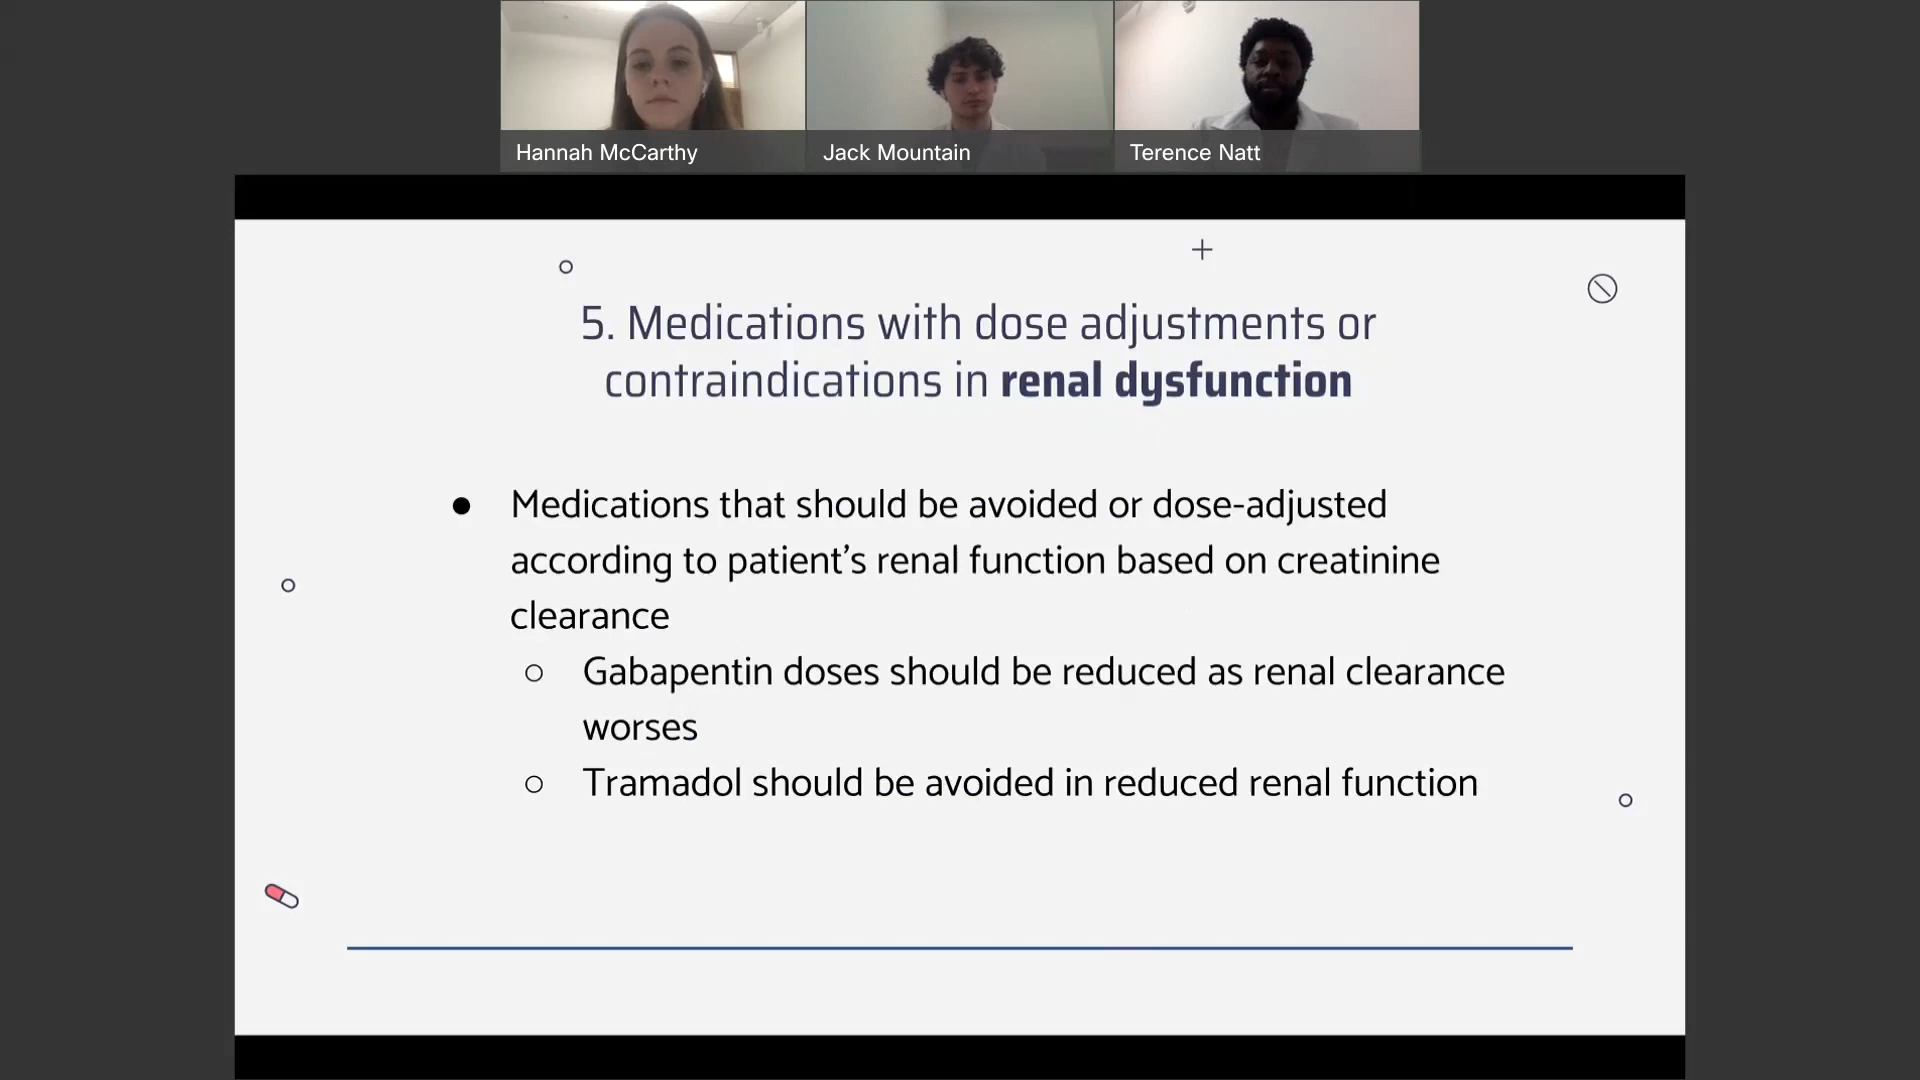 Hannah McCarthy
Jack Mountain
Terence Natt
5. Medications with dose adjustments or
contraindications in renal dysfunction
● Medications that should be avoided or dose-adjusted
according to patient’s renal function based on creatinine
clearance
○ Gabapentin doses should be reduced as renal clearance
worses
○ Tramadol should be avoided in reduced renal function